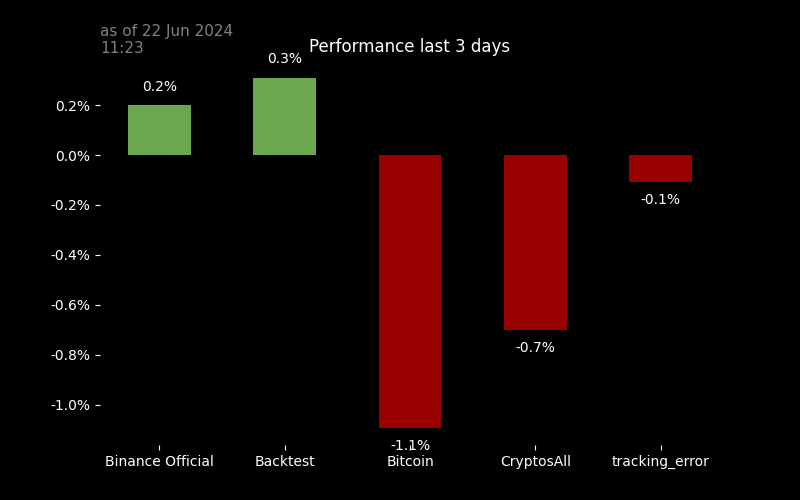 as of 22 Jun 2024
11:23
Performance last 3 days
0.2%
0.3%
0.2%
0.0%
-0.2%
-0.4%
-0.6%
-0.8%
-1.0%
-0.1%
-0.7%
-1.1%
Binance Official
Backtest
Bitcoin
CryptosAll
tracking_error